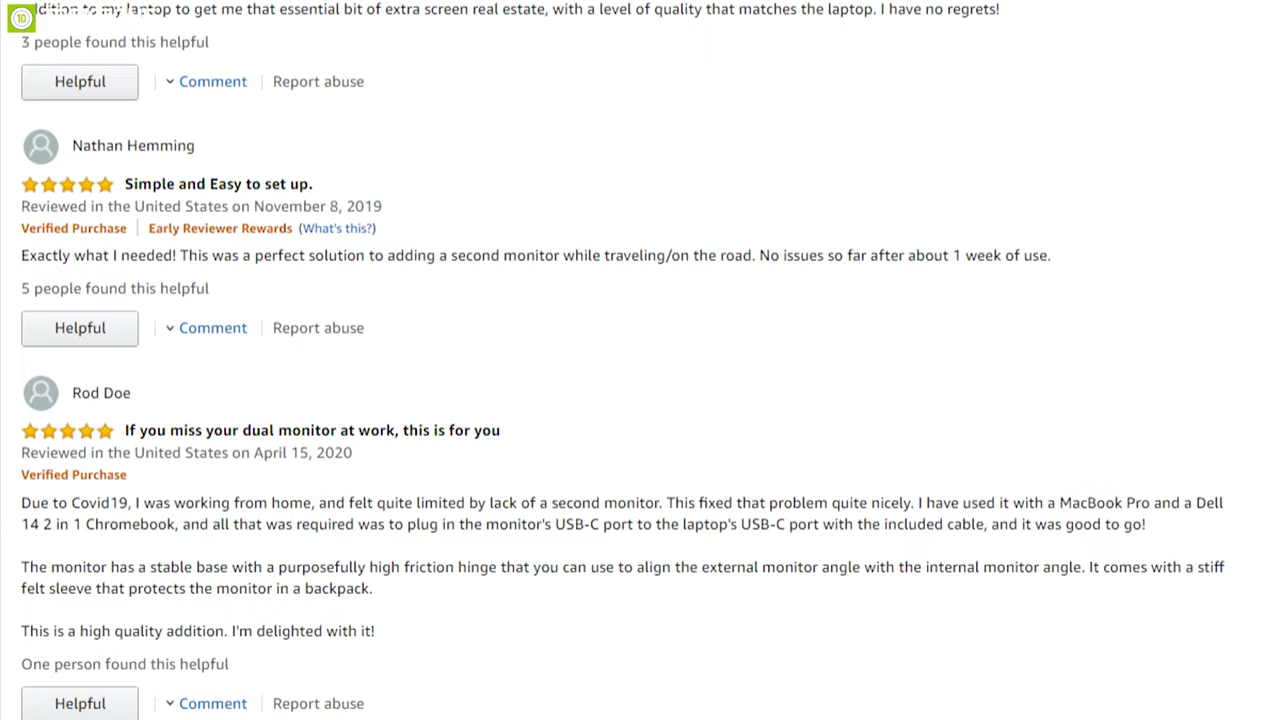 10
ddition to my laptop to get me that essential bit of extra screen real estate, with a level of quality that matches the laptop. I have no regrets!
3 people found this helpful
Helpful Comment Report abuse
Nathan Hemming
Simple and Easy to set up.
Reviewed in the United States on November 8, 2019
Verified Purchase Early Reviewer Rewards (What's this?)
Exactly what I needed! This was a perfect solution to adding a second monitor while traveling/on the road. No issues so far after about 1 week of use.
5 people found this helpful
Helpful Comment Report abuse
Rod Doe
If you miss your dual monitor at work, this is for you
Reviewed in the United States on April 15, 2020
Verified Purchase
Due to Covid19, I was working from home, and felt quite limited by lack of a second monitor. This fixed that problem quite nicely. I have used it with a MacBook Pro and a Dell
14 2 in 1 Chromebook, and all that was required was to plug in the monitor's USB-C port to the laptop's USB-C port with the included cable, and it was good to go!
The monitor has a stable base with a purposefully high friction hinge that you can use to align the external monitor angle with the internal monitor angle. It comes with a stiff
felt sleeve that protects the monitor in a backpack.
This is a high quality addition. I'm delighted with it!
One person found this helpful
Helpful Comment Report abuse